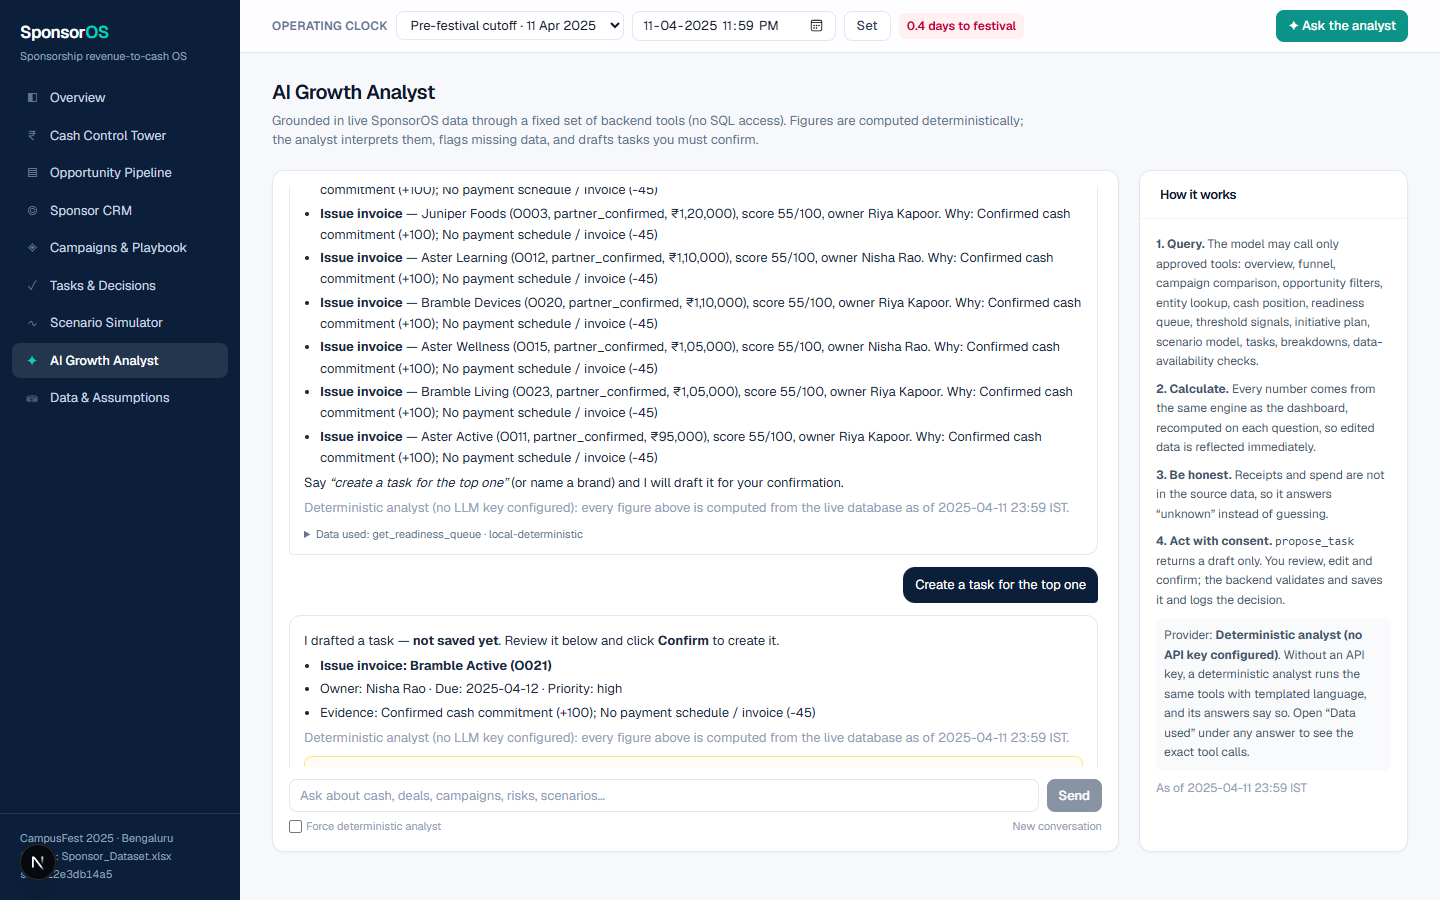 SponsorOS
Sponsorship revenue-to-cash OS
Overview
₹ Cash Control Tower
Opportunity Pipeline
Sponsor CRM
Campaigns & Playbook
✓ Tasks & Decisions
Scenario Simulator
AI Growth Analyst
Data & Assumptions
CampusFest 2025 · Bengaluru
: Sponsor_Dataset.xlsx
2e3db14a5
N
OPERATING CLOCK
Pre-festival cutoff · 11 Apr 2025
11-04-2025 11:59 PM
Set
0.4 days to festival
✦ Ask the analyst
AI Growth Analyst
Grounded in live SponsorOS data through a fixed set of backend tools (no SQL access). Figures are computed deterministically;
the analyst interprets them, flags missing data, and drafts tasks you must confirm.
commitment (+100); No payment schedule / invoice (-45)
• Issue invoice — Juniper Foods (O003, partner_confirmed, ₹1,20,000), score 55/100, owner Riya Kapoor. Why: Confirmed cash
commitment (+100); No payment schedule / invoice (-45)
• Issue invoice — Aster Learning (O012, partner_confirmed, ₹1,10,000), score 55/100, owner Nisha Rao. Why: Confirmed cash
commitment (+100); No payment schedule / invoice (-45)
• Issue invoice — Bramble Devices (O020, partner_confirmed, ₹1,10,000), score 55/100, owner Riya Kapoor. Why: Confirmed cash
commitment (+100); No payment schedule / invoice (-45)
• Issue invoice — Aster Wellness (O015, partner_confirmed, ₹1,05,000), score 55/100, owner Nisha Rao. Why: Confirmed cash
commitment (+100); No payment schedule / invoice (-45)
• Issue invoice — Bramble Living (O023, partner_confirmed, ₹1,05,000), score 55/100, owner Riya Kapoor. Why: Confirmed cash
commitment (+100); No payment schedule / invoice (-45)
• Issue invoice — Aster Active (O011, partner_confirmed, ₹95,000), score 55/100, owner Riya Kapoor. Why: Confirmed cash
commitment (+100); No payment schedule / invoice (-45)
Say “create a task for the top one” (or name a brand) and I will draft it for your confirmation.
Deterministic analyst (no LLM key configured): every figure above is computed from the live database as of 2025-04-11 23:59 IST.
▶ Data used: get_readiness_queue · local-deterministic
Create a task for the top one
I drafted a task — not saved yet. Review it below and click Confirm to create it.
• Issue invoice: Bramble Active (O021)
• Owner: Nisha Rao · Due: 2025-04-12 · Priority: high
• Evidence: Confirmed cash commitment (+100); No payment schedule / invoice (-45)
Deterministic analyst (no LLM key configured): every figure above is computed from the live database as of 2025-04-11 23:59 IST.
Ask about cash, deals, campaigns, risks, scenarios…
Send
Force deterministic analyst
New conversation
How it works
1. Query. The model may call only
approved tools: overview, funnel,
campaign comparison, opportunity filters,
entity lookup, cash position, readiness
queue, threshold signals, initiative plan,
scenario model, tasks, breakdowns, data-
availability checks.
2. Calculate. Every number comes from
the same engine as the dashboard,
recomputed on each question, so edited
data is reflected immediately.
3. Be honest. Receipts and spend are not
in the source data, so it answers
“unknown” instead of guessing.
4. Act with consent. propose_task
returns a draft only. You review, edit and
confirm; the backend validates and saves
it and logs the decision.
Provider: Deterministic analyst (no
API key configured). Without an API
key, a deterministic analyst runs the
same tools with templated language,
and its answers say so. Open “Data
used” under any answer to see the
exact tool calls.
As of 2025-04-11 23:59 IST